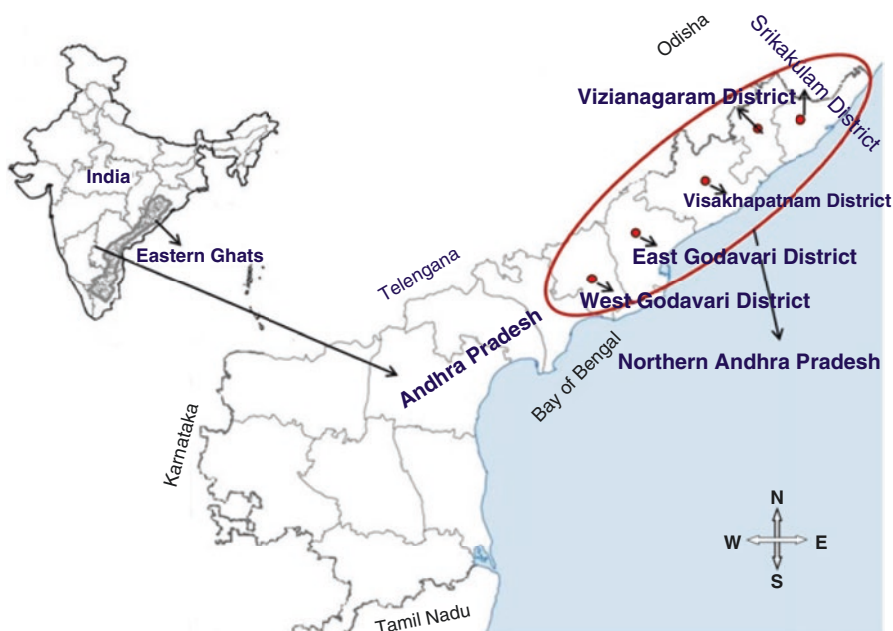 Odisha
Srikakulam District
Vizianagaram District
India
Visakhapatnam District
Eastern Ghats
East Godavari District
Telengana
West Godavari District
Andhra Pradesh
Bay of Bengal
Northern Andhra Pradesh
Karnataka
N
W
E
S
Tamil Nadu